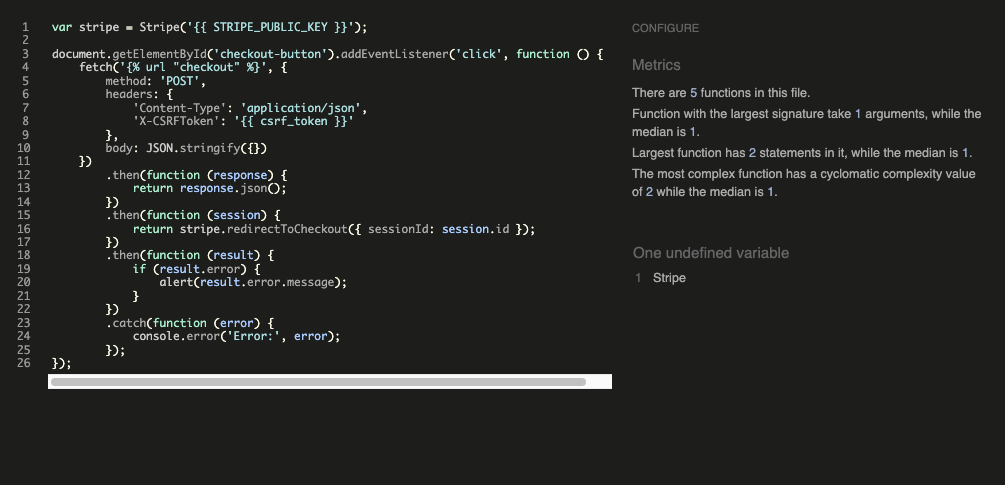 1 var stripe = Stripe('{{ STRIPE_PUBLIC_KEY }}');
2
3 document.getElementById('checkout-button').addEventListener('click', function () {
4     fetch('{% url "checkout" %}', {
5         method: 'POST',
6         headers: {
7             'Content-Type': 'application/json',
8             'X-CSRFToken': '{{ csrf_token }}'
9         },
10         body: JSON.stringify({})
11     })
12         .then(function (response) {
13             return response.json();
14         })
15         .then(function (session) {
16             return stripe.redirectToCheckout({ sessionId: session.id });
17         })
18         .then(function (result) {
19             if (result.error) {
20                 alert(result.error.message);
21             }
22         })
23         .catch(function (error) {
24             console.error('Error:', error);
25         });
26 });
CONFIGURE
Metrics
There are 5 functions in this file.
Function with the largest signature take 1 arguments, while the
median is 1.
Largest function has 2 statements in it, while the median is 1.
The most complex function has a cyclomatic complexity value
of 2 while the median is 1.
One undefined variable
1 Stripe